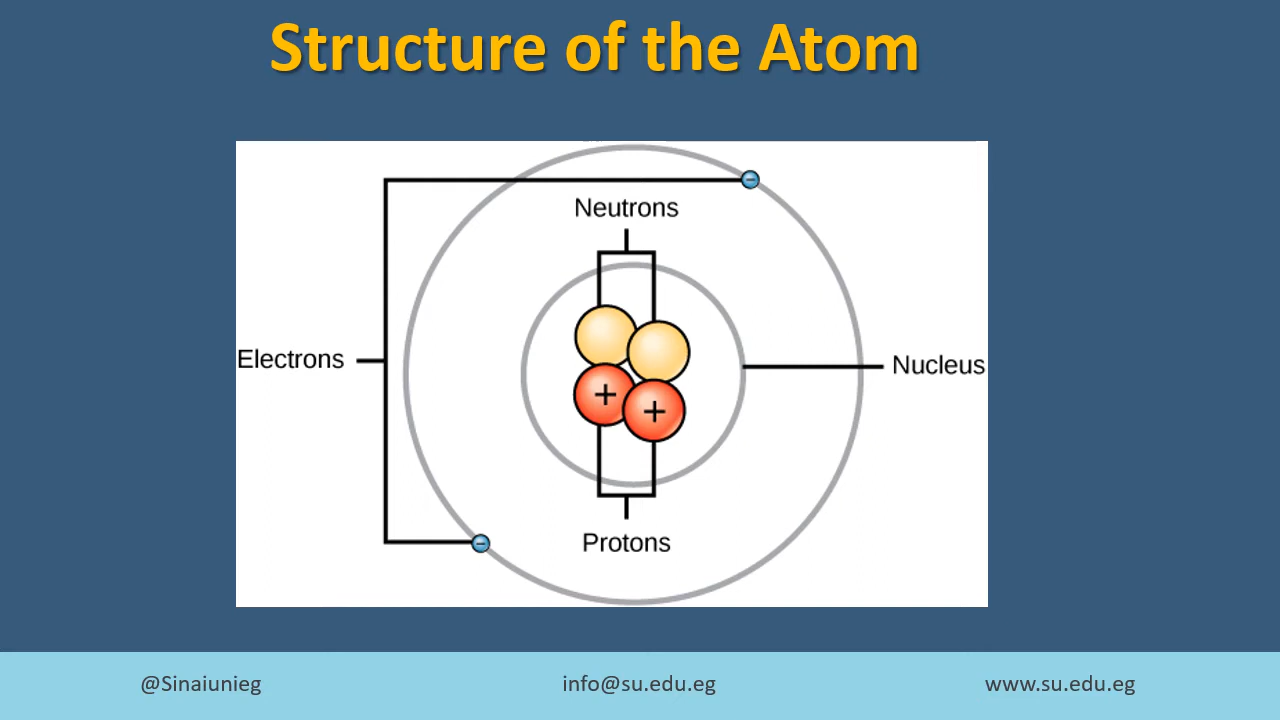 Structure of the Atom
Neutrons
Electrons
Nucleus
+
+
Protons
@Sinaiunieg
info@su.edu.eg
www.su.edu.eg